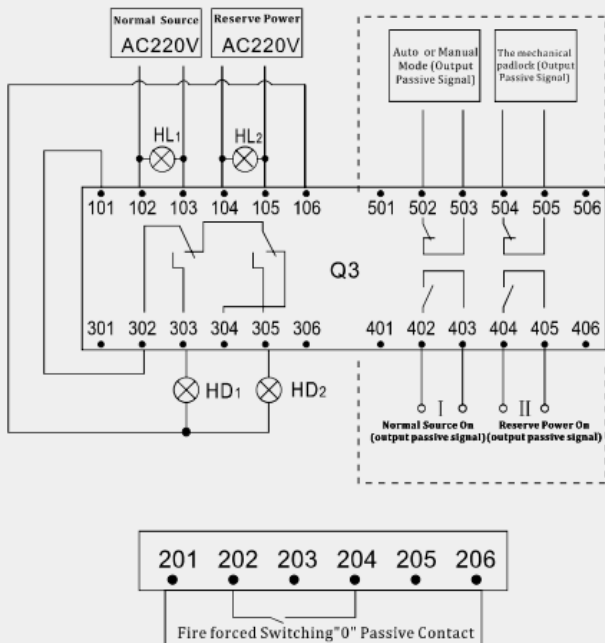 Normal Source
AC220V
Reserve Power
AC220V
Auto or Manual
Mode (Output
Passive Signal)
The mechanical
padlock (Output
Passive Signal)
HL1
HL2
101 102 103 104 105 106 501 502 503 504 505 506
Q3
301 302 303 304 305 306 401 402 403 404 405 406
HD1
HD2
I
II
Normal Source On
(output passive signal)
Reserve Power On
(output passive signal)
201 202 203 204 205 206
Fire forced Switching"0" Passive Contact